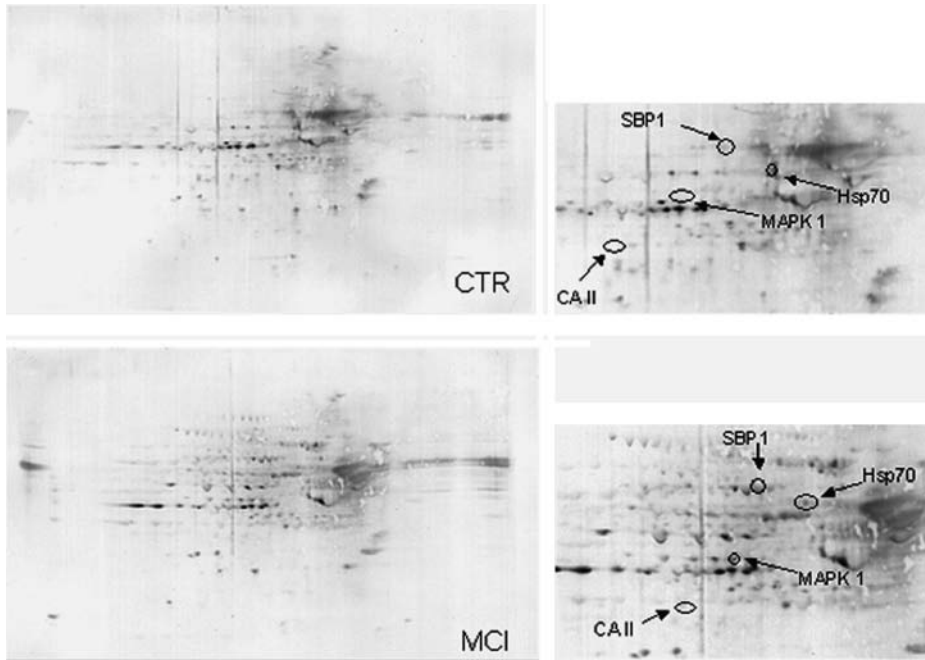 CTR
SBP1
Hsp70
MAPK 1
CA II
MCI
SBP1
Hsp70
MAPK 1
CA II